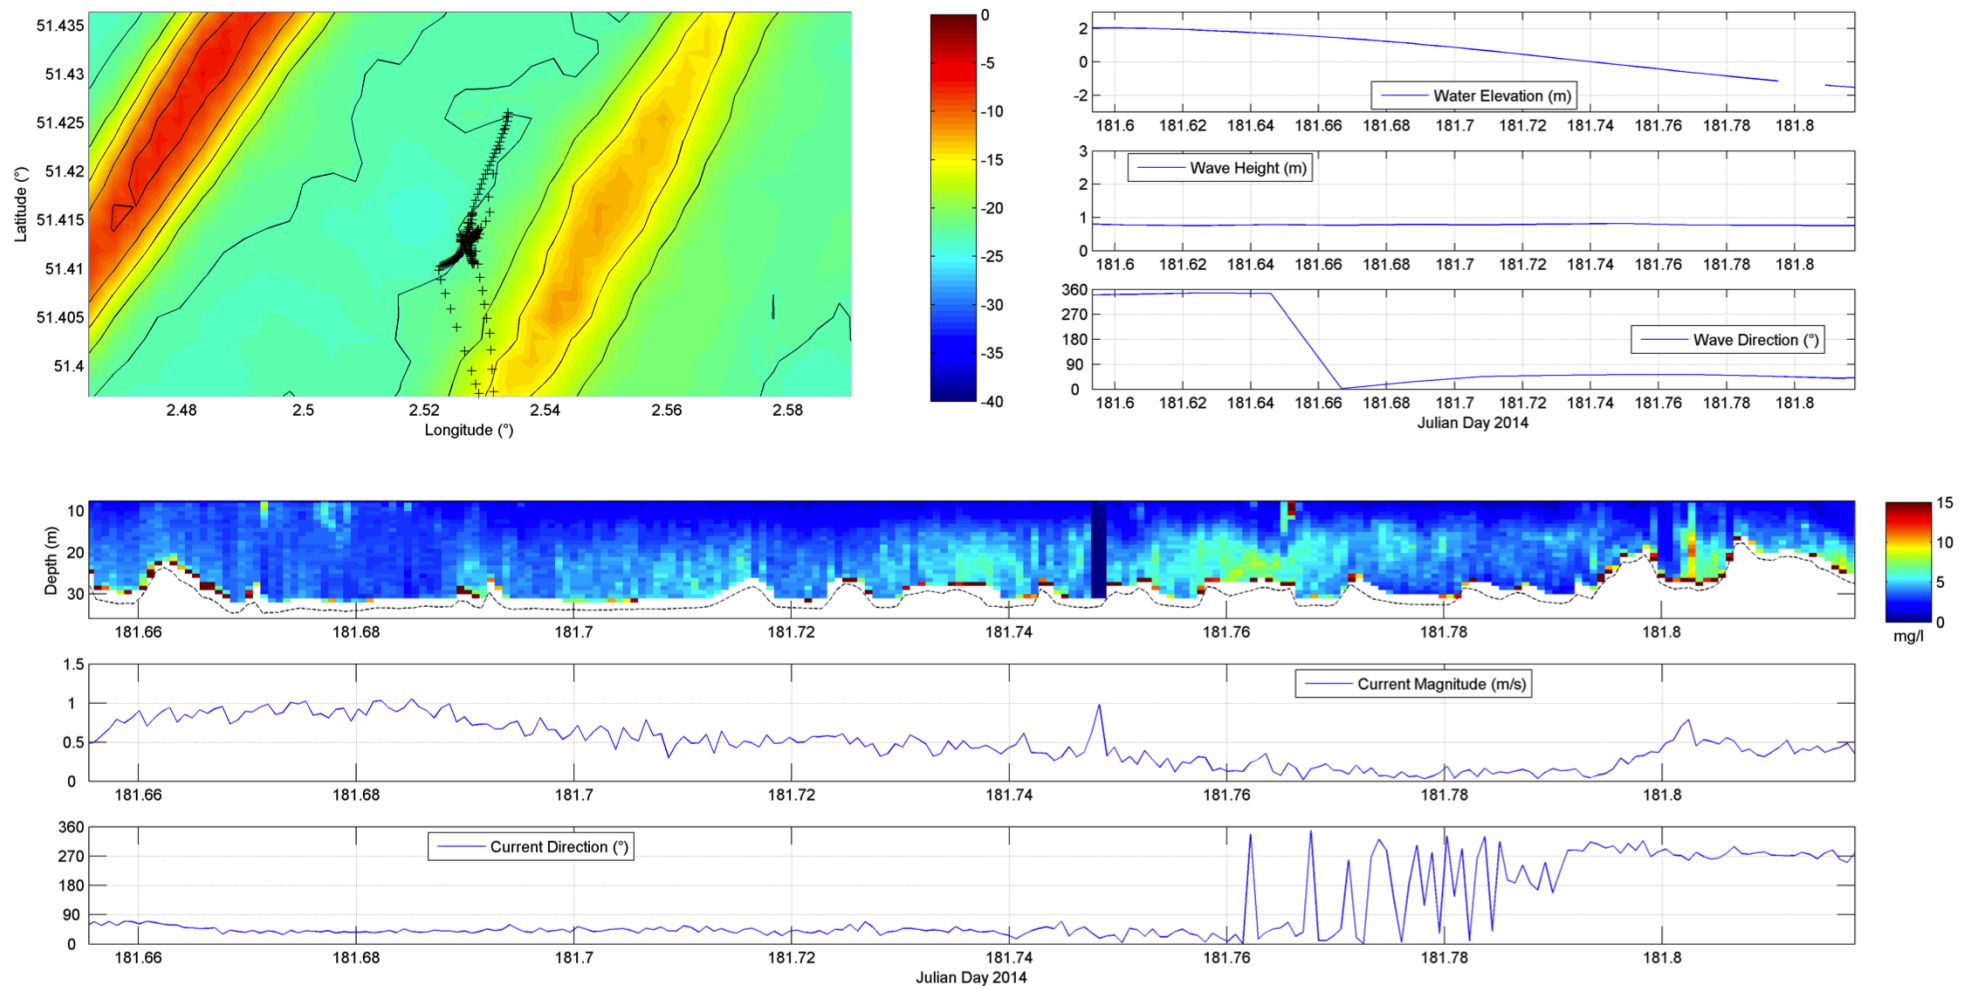 51.435
51.43
51.425
51.42
51.415
51.41
51.405
51.4
Latitude (°)
2.48 2.5 2.52 2.54 2.56 2.58
Longitude (°)
0
-5
-10
-15
-20
-25
-30
-35
-40
2
0
-2
Water Elevation (m)
181.6 181.62 181.64 181.66 181.68 181.7 181.72 181.74 181.76 181.78 181.8
3
2
1
0
Wave Height (m)
181.6 181.62 181.64 181.66 181.68 181.7 181.72 181.74 181.76 181.78 181.8
360
270
180
90
0
Wave Direction (°)
181.6 181.62 181.64 181.66 181.68 181.7 181.72 181.74 181.76 181.78 181.8
Julian Day 2014
10
20
30
Depth (m)
181.66 181.68 181.7 181.72 181.74 181.76 181.78 181.8
15
10
5
0
mg/l
1.5
1
0.5
0
Current Magnitude (m/s)
181.66 181.68 181.7 181.72 181.74 181.76 181.78 181.8
360
270
180
90
0
Current Direction (°)
181.66 181.68 181.7 181.72 181.74 181.76 181.78 181.8
Julian Day 2014